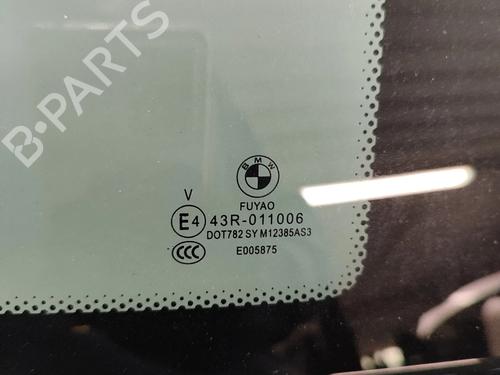 B-PARTS
BMW
FUYAO
V
E4 43R-011006
DOT782 SY M12385AS3
CCC E005875